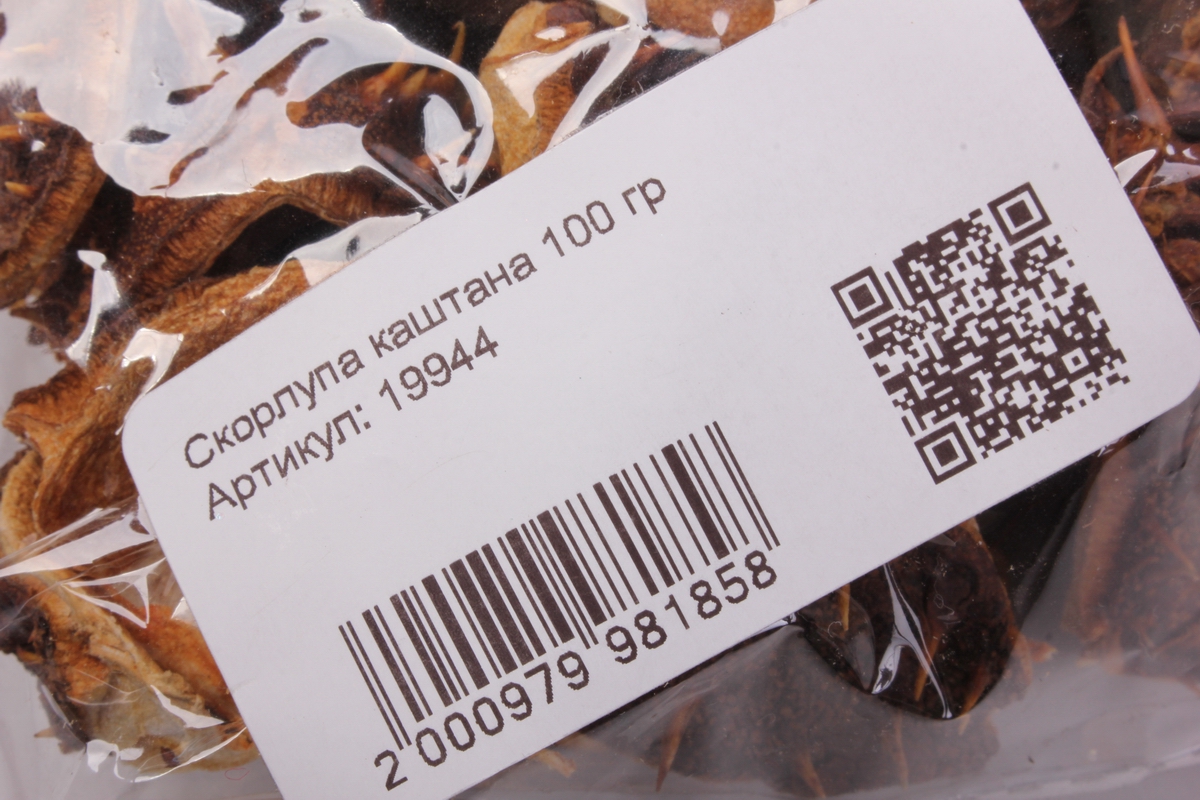 Скорлупа каштана 100 гр
Артикул: 19944
2 000979 981858